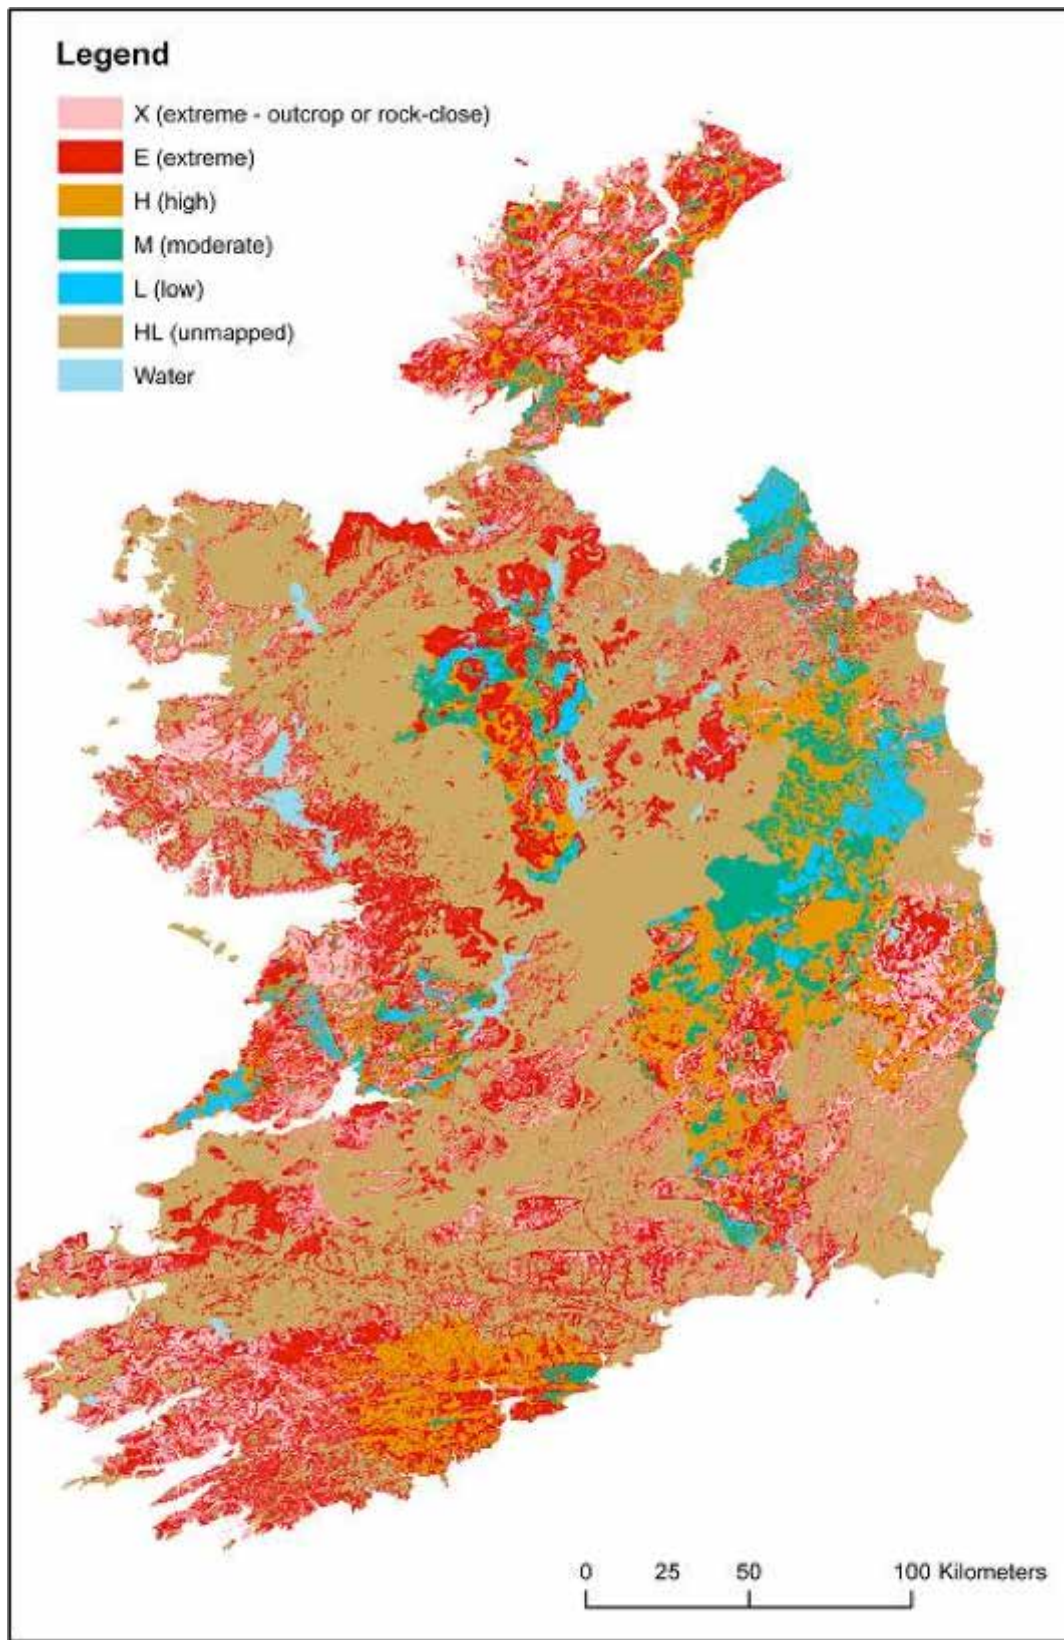 Legend
X (extreme - outcrop or rock-close)
E (extreme)
H (high)
M (moderate)
L (low)
HL (unmapped)
Water
0 25 50 100 Kilometers